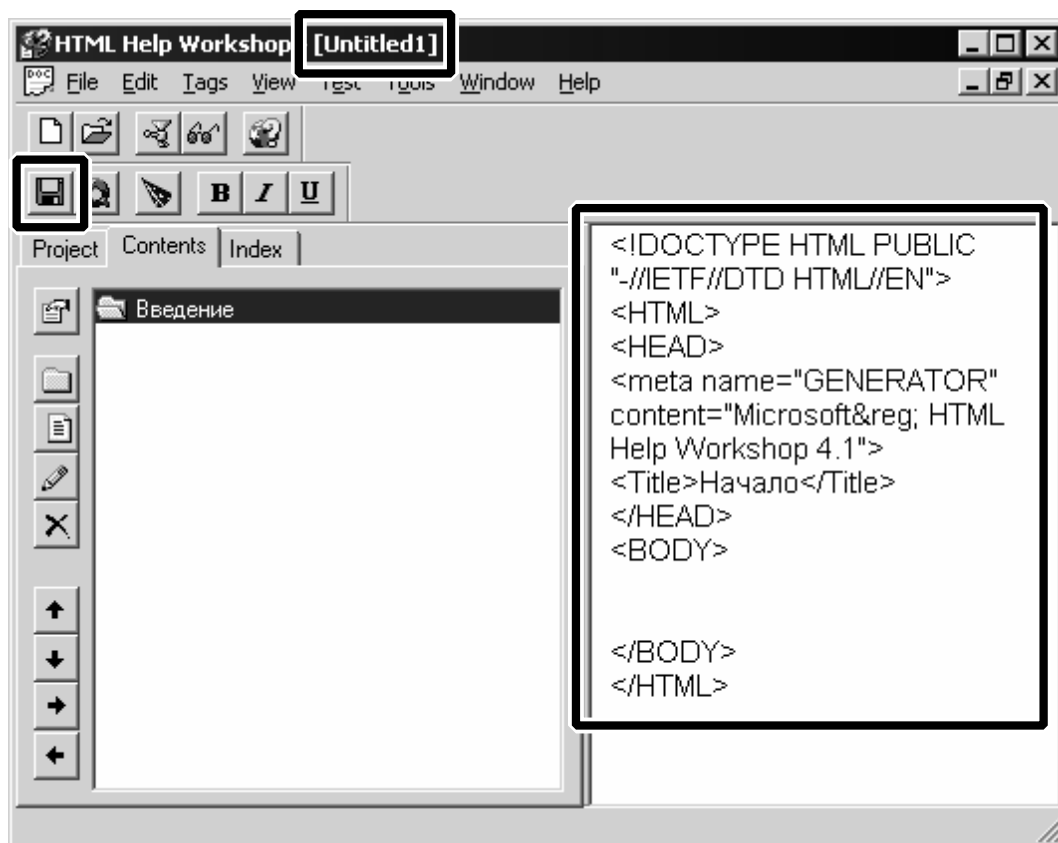 HTML Help Workshop [Untitled1]
File Edit Tags View Test Tools Window Help
B I U
Project Contents Index
Введение
<!DOCTYPE HTML PUBLIC
"-//IETF//DTD HTML//EN">
<HTML>
<HEAD>
<meta name="GENERATOR"
content="Microsoft&reg; HTML
Help Workshop 4.1">
<Title>Начало</Title>
</HEAD>
<BODY>
</BODY>
</HTML>